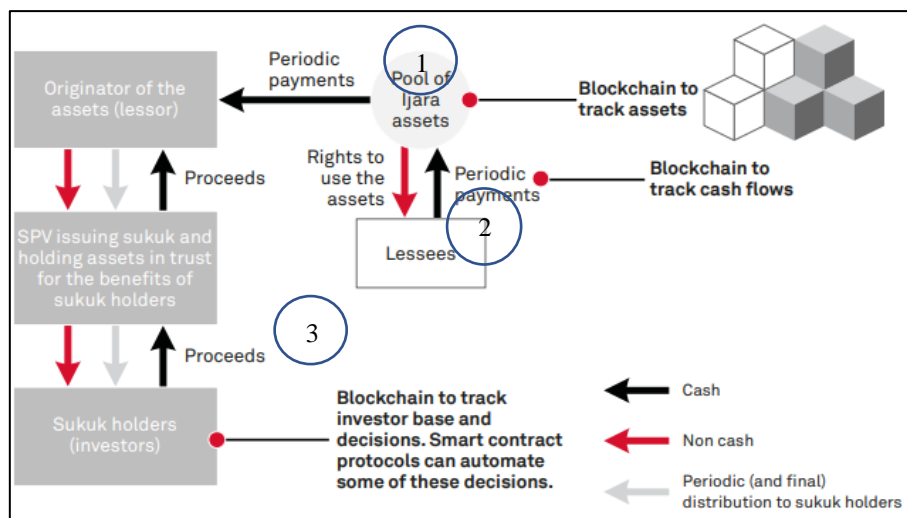 1
Periodic
payments
Pool of
Ijara
assets
Originator of the
assets (lessor)
Blockchain to
track assets
Rights to
use the
assets
Periodic
payments
Blockchain to
track cash flows
Proceeds
2
Lessees
SPV issuing sukuk and
holding assets in trust
for the benefits of
sukuk holders
3
Proceeds
Sukuk holders
(investors)
Blockchain to track
investor base and
decisions. Smart contract
protocols can automate
some of these decisions.
Cash
Non cash
Periodic (and final)
distribution to sukuk holders